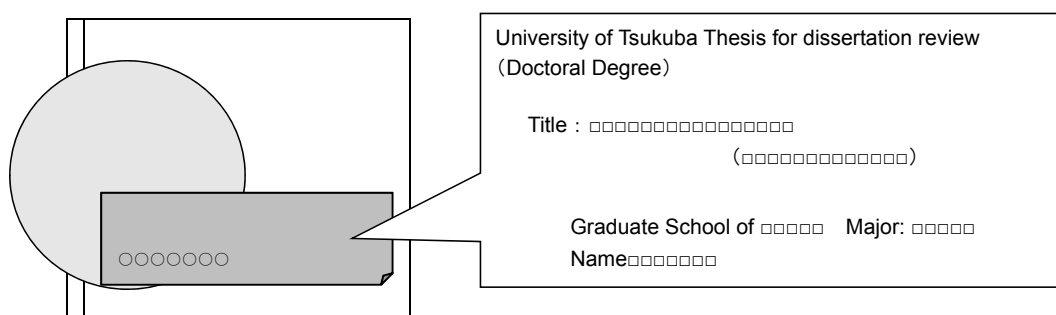 University of Tsukuba Thesis for dissertation review
（Doctoral Degree）
Title：□□□□□□□□□□□□□□□□
（□□□□□□□□□□□□□）
Graduate School of □□□□□ Major: □□□□□
Name□□□□□□□
○○○○○○○